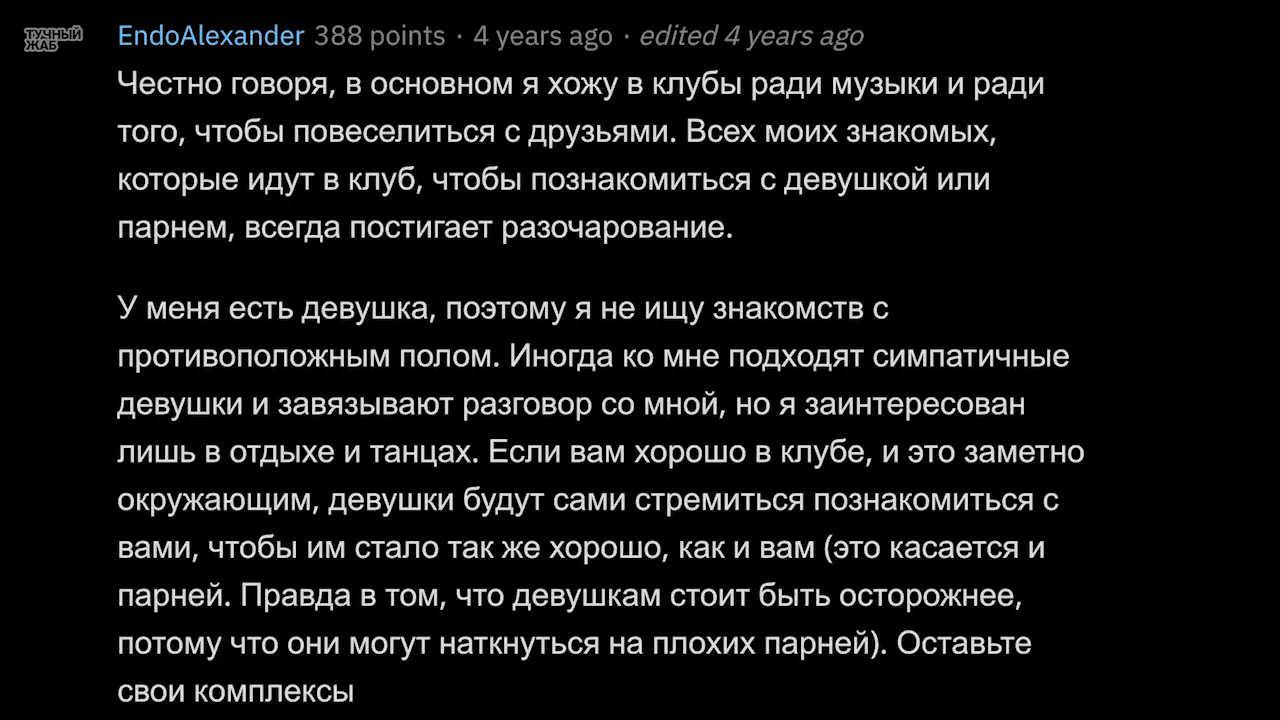 ТУЧНЫЙ
ЖАБ
EndoAlexander 388 points · 4 years ago · edited 4 years ago
Честно говоря, в основном я хожу в клубы ради музыки и ради
того, чтобы повеселиться с друзьями. Всех моих знакомых,
которые идут в клуб, чтобы познакомиться с девушкой или
парнем, всегда постигает разочарование.
У меня есть девушка, поэтому я не ищу знакомств с
противоположным полом. Иногда ко мне подходят симпатичные
девушки и завязывают разговор со мной, но я заинтересован
лишь в отдыхе и танцах. Если вам хорошо в клубе, и это заметно
окружающим, девушки будут сами стремиться познакомиться с
вами, чтобы им стало так же хорошо, как и вам (это касается и
парней. Правда в том, что девушкам стоит быть осторожнее,
потому что они могут наткнуться на плохих парней). Оставьте
свои комплексы